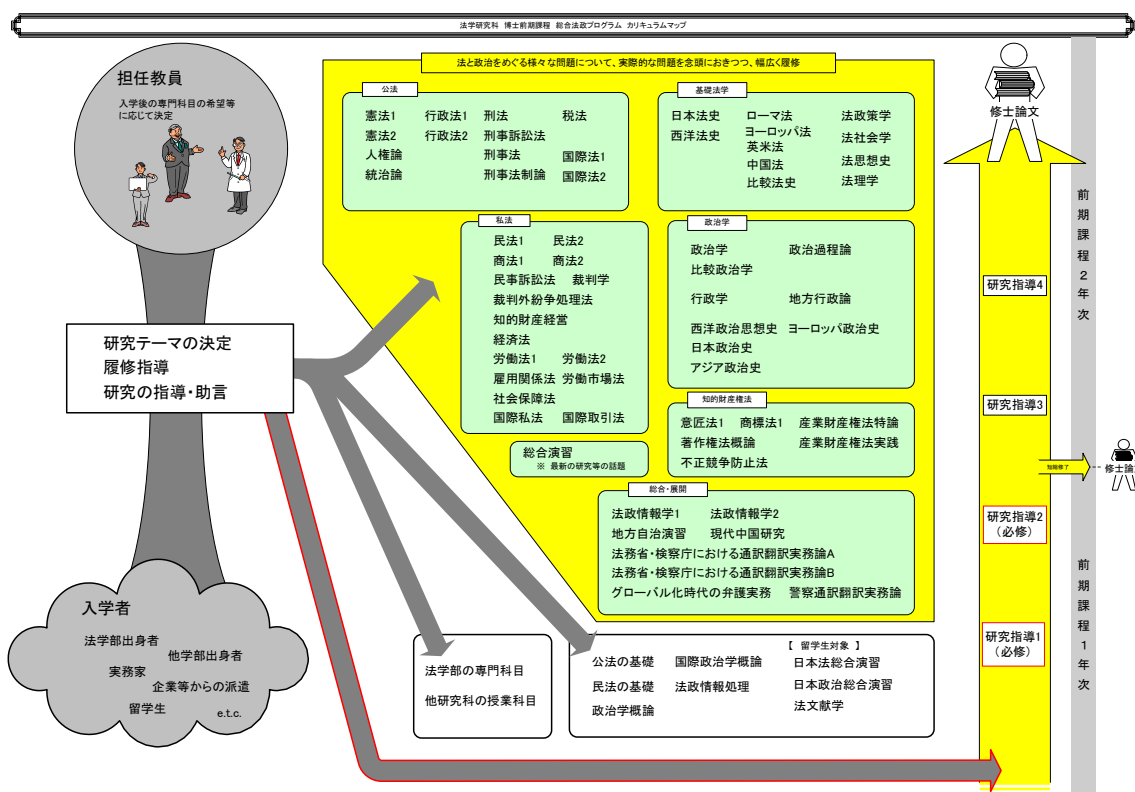 法学研究科 博士前期課程 総合法政プログラム カリキュラムマップ
担任教員
入学後の専門科目の希望等
に応じて決定
研究テーマの決定
履修指導
研究の指導・助言
入学者
法学部出身者
他学部出身者
実務家
企業等からの派遣
留学生
e.t.c.
法と政治をめぐる様々な問題について、実際的な問題を念頭におきつつ、幅広く履修
公法
憲法1 行政法1 刑法 税法
憲法2 行政法2 刑事訴訟法
人権論 刑事法 国際法1
統治論 刑事法制論 国際法2
基礎法学
日本法史 ローマ法 法政策学
西洋法史 ヨーロッパ法 法社会学
英米法
中国法 法思想史
比較法史 法理学
私法
民法1 民法2
商法1 商法2
民事訴訟法 裁判学
裁判外紛争処理法
知的財産経営
経済法
労働法1 労働法2
雇用関係法 労働市場法
社会保障法
国際私法 国際取引法
政治学
政治学 政治過程論
比較政治学
行政学 地方行政論
西洋政治思想史 ヨーロッパ政治史
日本政治史
アジア政治史
知的財産権法
意匠法1 商標法1 産業財産権法特論
著作権法概論 産業財産権法実践
不正競争防止法
総合演習
※ 最新の研究等の話題
総合・展開
法政情報学1 法政情報学2
地方自治演習 現代中国研究
法務省・検察庁における通訳翻訳実務論A
法務省・検察庁における通訳翻訳実務論B
グローバル化時代の弁護実務 警察通訳翻訳実務論
法学部の専門科目
他研究科の授業科目
【 留学生対象 】
公法の基礎 国際政治学概論 日本法総合演習
民法の基礎 法政情報処理 日本政治総合演習
政治学概論 法文献学
修士論文
研究指導4
研究指導3
短期修了
修士論文
研究指導2
(必修)
研究指導1
(必修)
前期課程2年次
前期課程1年次